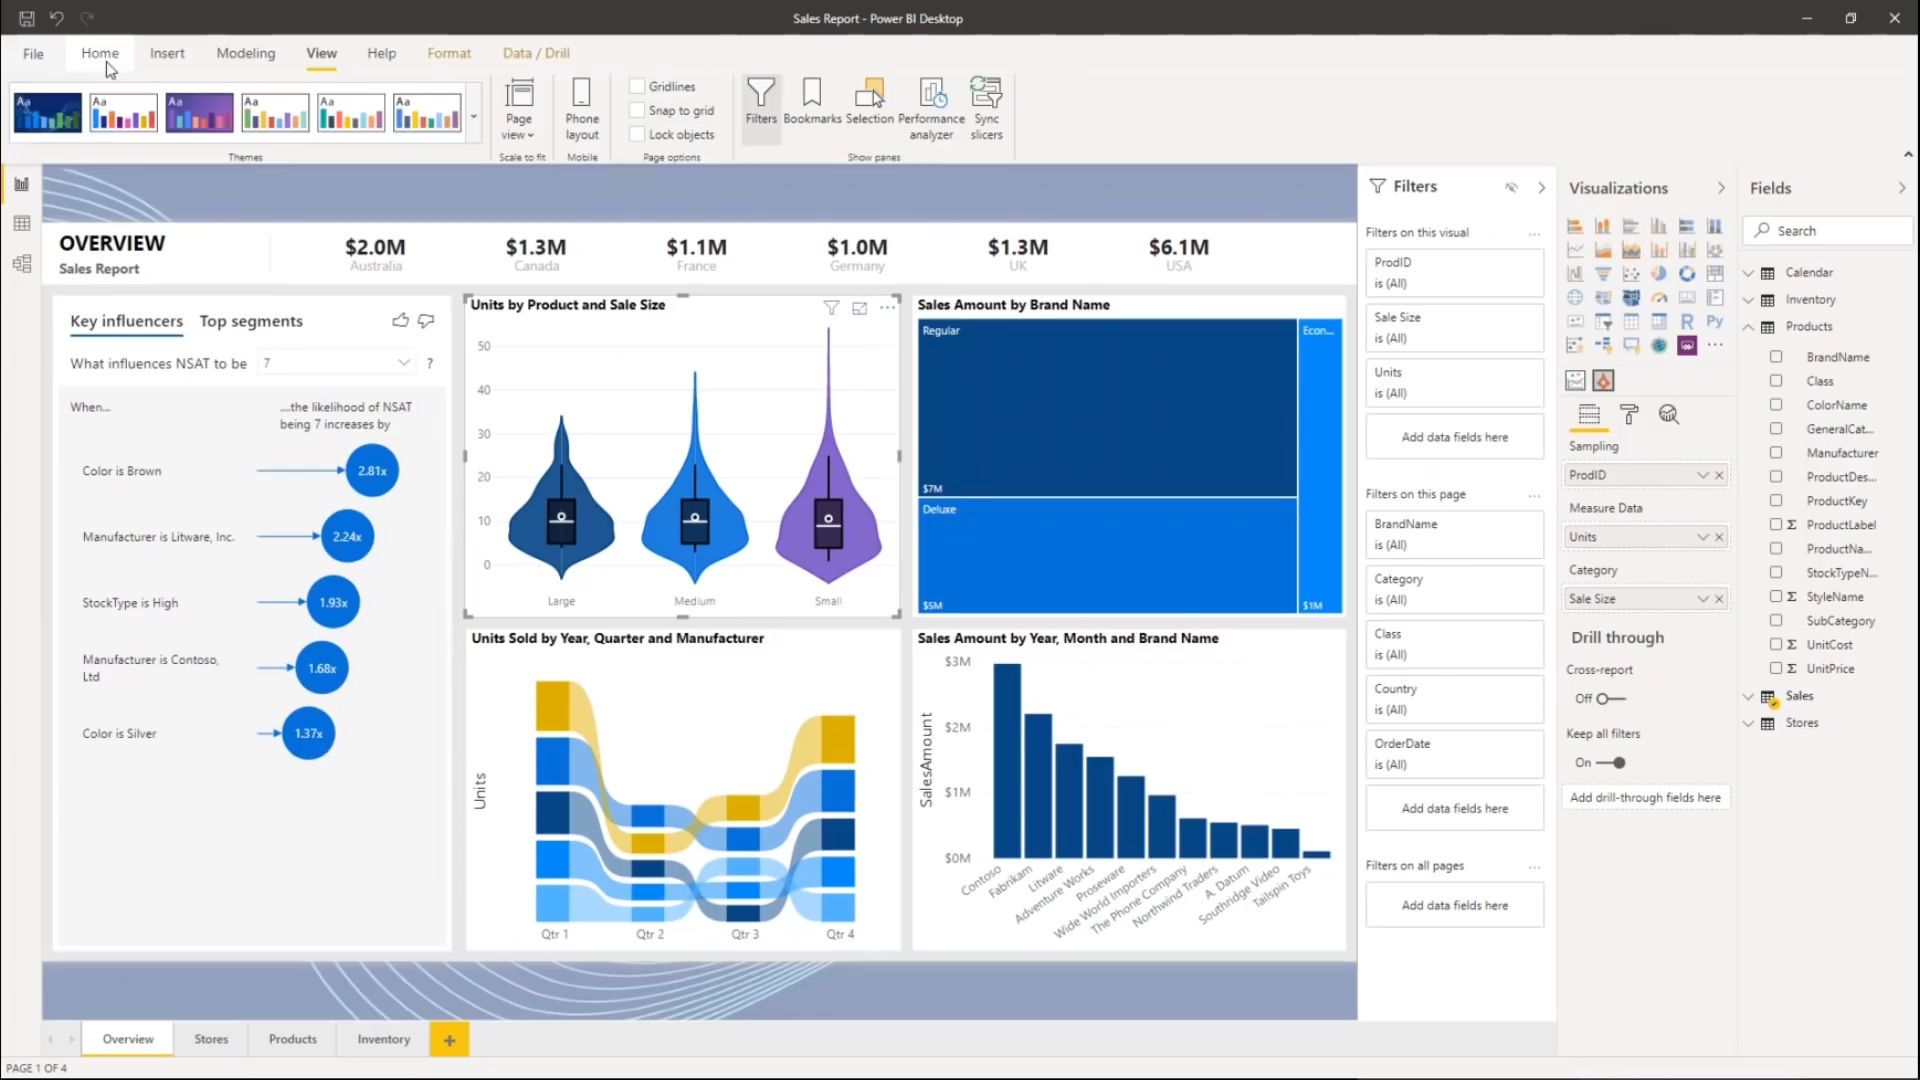 Sales Report - Power BI Desktop
File Home Insert Modeling View Help Format Data / Drill
Aa Aa Aa Aa Aa Aa
Themes
Page view
Scale to fit
Phone layout
Mobile
Gridlines
Snap to grid
Lock objects
Page options
Filters
Bookmarks
Selection
Performance analyzer
Sync slicers
Show panes
OVERVIEW
Sales Report
$2.0M
Australia
$1.3M
Canada
$1.1M
France
$1.0M
Germany
$1.3M
UK
$6.1M
USA
Key influencers Top segments
What influences NSAT to be 7 ?
When...
....the likelihood of NSAT
being 7 increases by
Color is Brown 2.81x
Manufacturer is Litware, Inc. 2.24x
StockType is High 1.93x
Manufacturer is Contoso,
Ltd
1.68x
Color is Silver 1.37x
Units by Product and Sale Size
50
40
30
20
10
0
Large Medium Small
Sales Amount by Brand Name
Regular
$7M
Deluxe
$5M
Econ...
$1M
Units Sold by Year, Quarter and Manufacturer
Units
Qtr 1 Qtr 2 Qtr 3 Qtr 4
Sales Amount by Year, Month and Brand Name
SalesAmount
$3M
$2M
$1M
$0M
Contoso
Fabrikam
Litware
Adventure Works
Proseware
Wide World Importers
The Phone Company
Northwind Traders
A. Datum
Southridge Video
Tailspin Toys
Filters
Filters on this visual ...
ProdID
is (All)
Sale Size
is (All)
Units
is (All)
Add data fields here
Filters on this page ...
BrandName
is (All)
Category
is (All)
Class
is (All)
Country
is (All)
OrderDate
is (All)
Add data fields here
Filters on all pages ...
Add data fields here
Visualizations
R Py
Sampling
ProdID
Measure Data
Units
Category
Sale Size
Drill through
Cross-report
Off
Keep all filters
On
Add drill-through fields here
Fields
Search
Calendar
Inventory
Products
BrandName
Class
ColorName
GeneralCat...
Manufacturer
ProductDes...
ProductKey
Σ ProductLabel
ProductNa...
StockTypeN...
Σ StyleName
SubCategory
Σ UnitCost
Σ UnitPrice
Sales
Stores
Overview Stores Products Inventory +
PAGE 1 OF 4